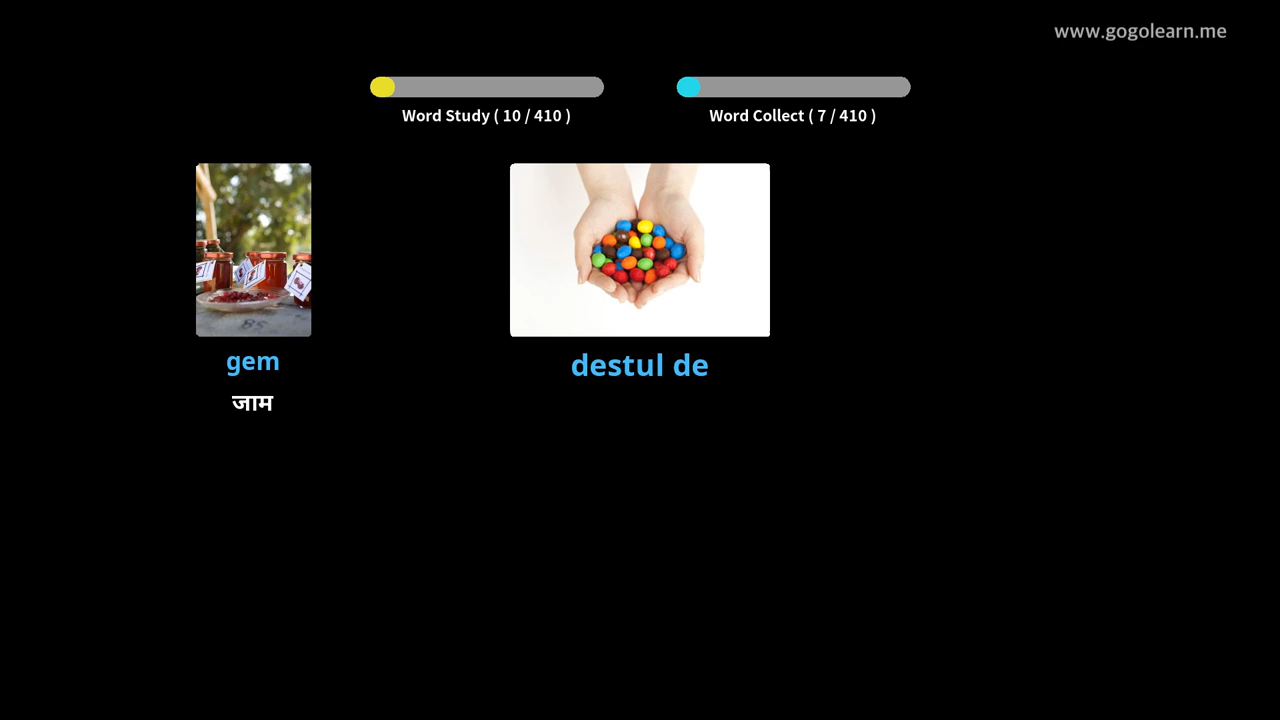 www.gogolearn.me
Word Study ( 10 / 410 )
Word Collect ( 7 / 410 )
gem
destul de
जाम